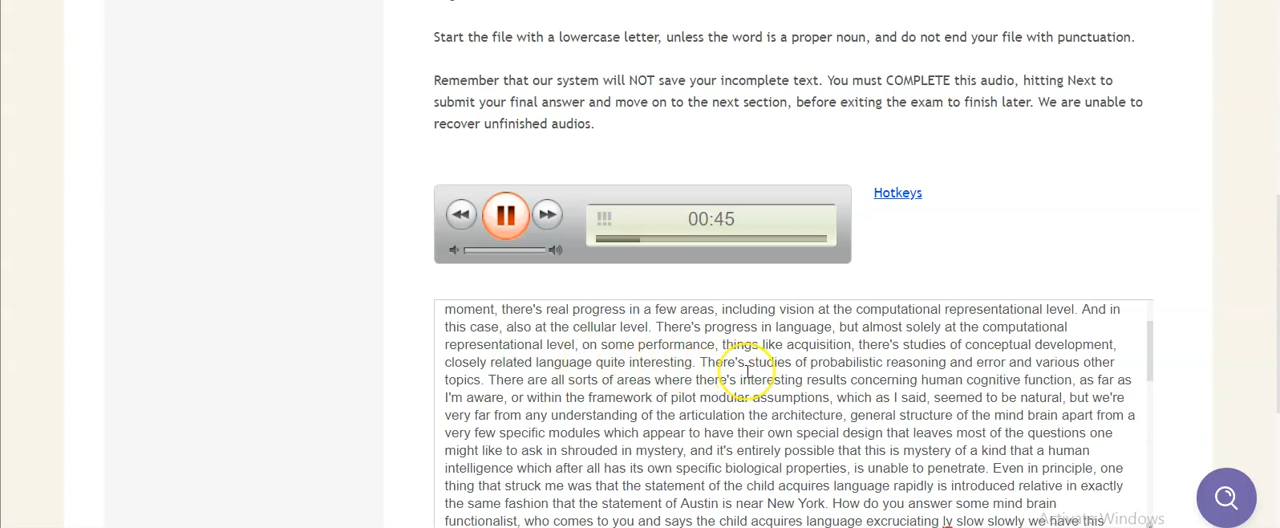 Start the file with a lowercase letter, unless the word is a proper noun, and do not end your file with punctuation.
Remember that our system will NOT save your incomplete text. You must COMPLETE this audio, hitting Next to
submit your final answer and move on to the next section, before exiting the exam to finish later. We are unable to
recover unfinished audios.
Hotkeys
00:45
moment, there's real progress in a few areas, including vision at the computational representational level. And in
this case, also at the cellular level. There's progress in language, but almost solely at the computational
representational level, on some performance, things like acquisition, there's studies of conceptual development,
closely related language quite interesting. There's studies of probabilistic reasoning and error and various other
topics. There are all sorts of areas where there's interesting results concerning human cognitive function, as far as
I'm aware, or within the framework of pilot modular assumptions, which as I said, seemed to be natural, but we're
very far from any understanding of the articulation the architecture, general structure of the mind brain apart from a
very few specific modules which appear to have their own special design that leaves most of the questions one
might like to ask in shrouded in mystery, and it's entirely possible that this is mystery of a kind that a human
intelligence which after all has its own specific biological properties, is unable to penetrate. Even in principle, one
thing that struck me was that the statement of the child acquires language rapidly is introduced relative in exactly
the same fashion that the statement of Austin is near New York. How do you answer some mind brain
functionalist, who comes to you and says the child acquires language excruciating ly slow slowly we have this
Activate Windows